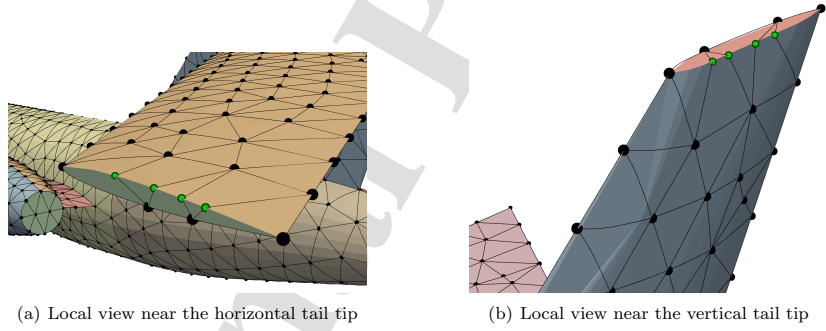 (a) Local view near the horizontal tail tip
(b) Local view near the vertical tail tip